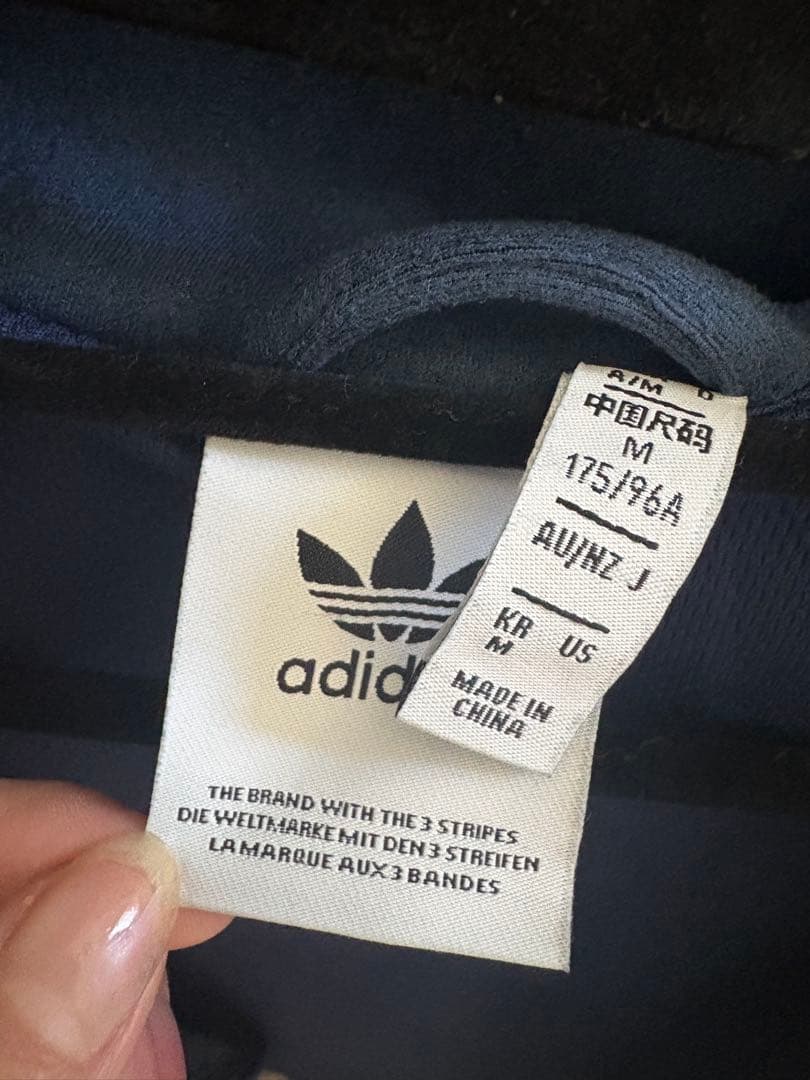 中国尺码
M
175/96A
AU/NZ J
KR US
M
MADE IN
CHINA
THE BRAND WITH THE 3 STRIPES
DIE WELTMARKE MIT DEN 3 STREIFEN
LA MARQUE AUX 3 BANDES